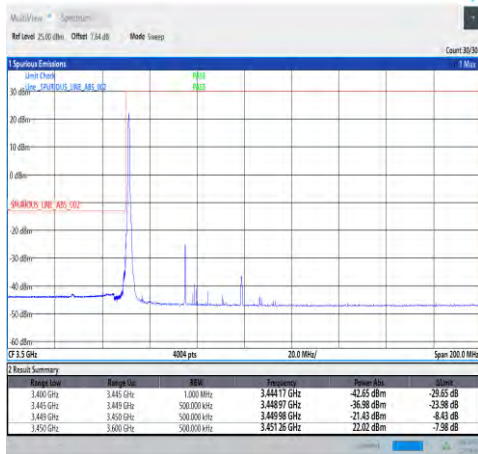 MultiView Spectrum
Ref Level 25.00 dBm Offset 7.64 dB Mode Sweep
Count 30/30
1 Spurious Emissions
1 Max
Limit Check PASS
Line _SPURIOUS_LINE_ABS_002 PASS
30 dBm
20 dBm
10 dBm
0 dBm
_SPURIOUS_LINE_ABS_002
-20 dBm
-30 dBm
-40 dBm
-50 dBm
-60 dBm
CF 3.5 GHz 4004 pts 20.0 MHz/ Span 200.0 MHz
2 Result Summary
Range Low Range Up RBW Frequency Power Abs ΔLimit
3.400 GHz 3.445 GHz 1.000 MHz 3.44417 GHz -42.65 dBm -29.65 dB
3.445 GHz 3.449 GHz 500.000 kHz 3.44897 GHz -36.98 dBm -23.98 dB
3.449 GHz 3.450 GHz 500.000 kHz 3.44998 GHz -21.43 dBm -8.43 dB
3.450 GHz 3.600 GHz 500.000 kHz 3.45126 GHz 22.02 dBm -7.98 dB